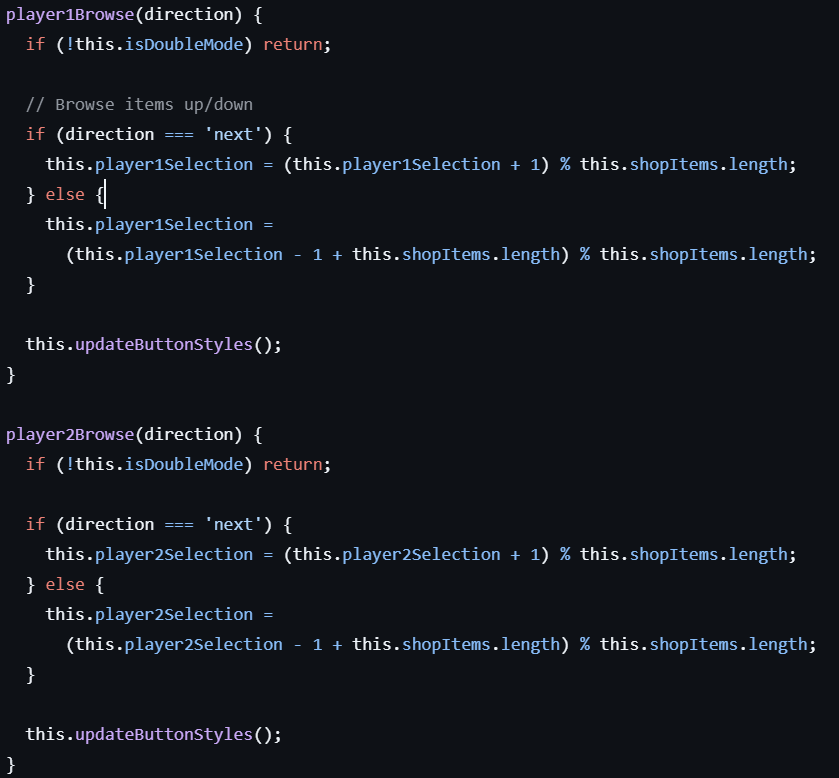 player1Browse(direction) {
  if (!this.isDoubleMode) return;

  // Browse items up/down
  if (direction === 'next') {
    this.player1Selection = (this.player1Selection + 1) % this.shopItems.length;
  } else {
    this.player1Selection =
      (this.player1Selection - 1 + this.shopItems.length) % this.shopItems.length;
  }

  this.updateButtonStyles();
}

player2Browse(direction) {
  if (!this.isDoubleMode) return;

  if (direction === 'next') {
    this.player2Selection = (this.player2Selection + 1) % this.shopItems.length;
  } else {
    this.player2Selection =
      (this.player2Selection - 1 + this.shopItems.length) % this.shopItems.length;
  }

  this.updateButtonStyles();
}